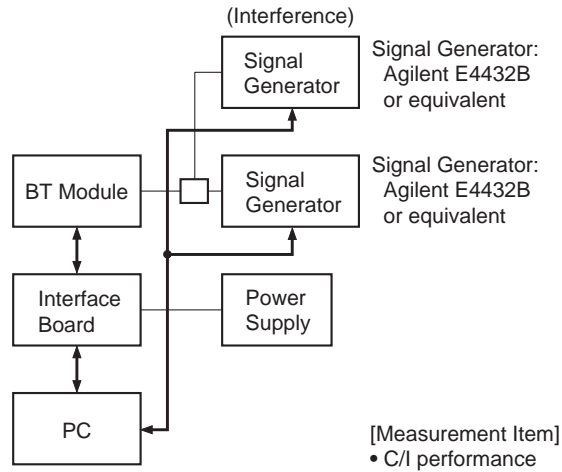 (Interference)
Signal
Generator
Signal Generator:
Agilent E4432B
or equivalent
BT Module
Signal
Generator
Signal Generator:
Agilent E4432B
or equivalent
Interface
Board
Power
Supply
PC
[Measurement Item]
• C/I performance